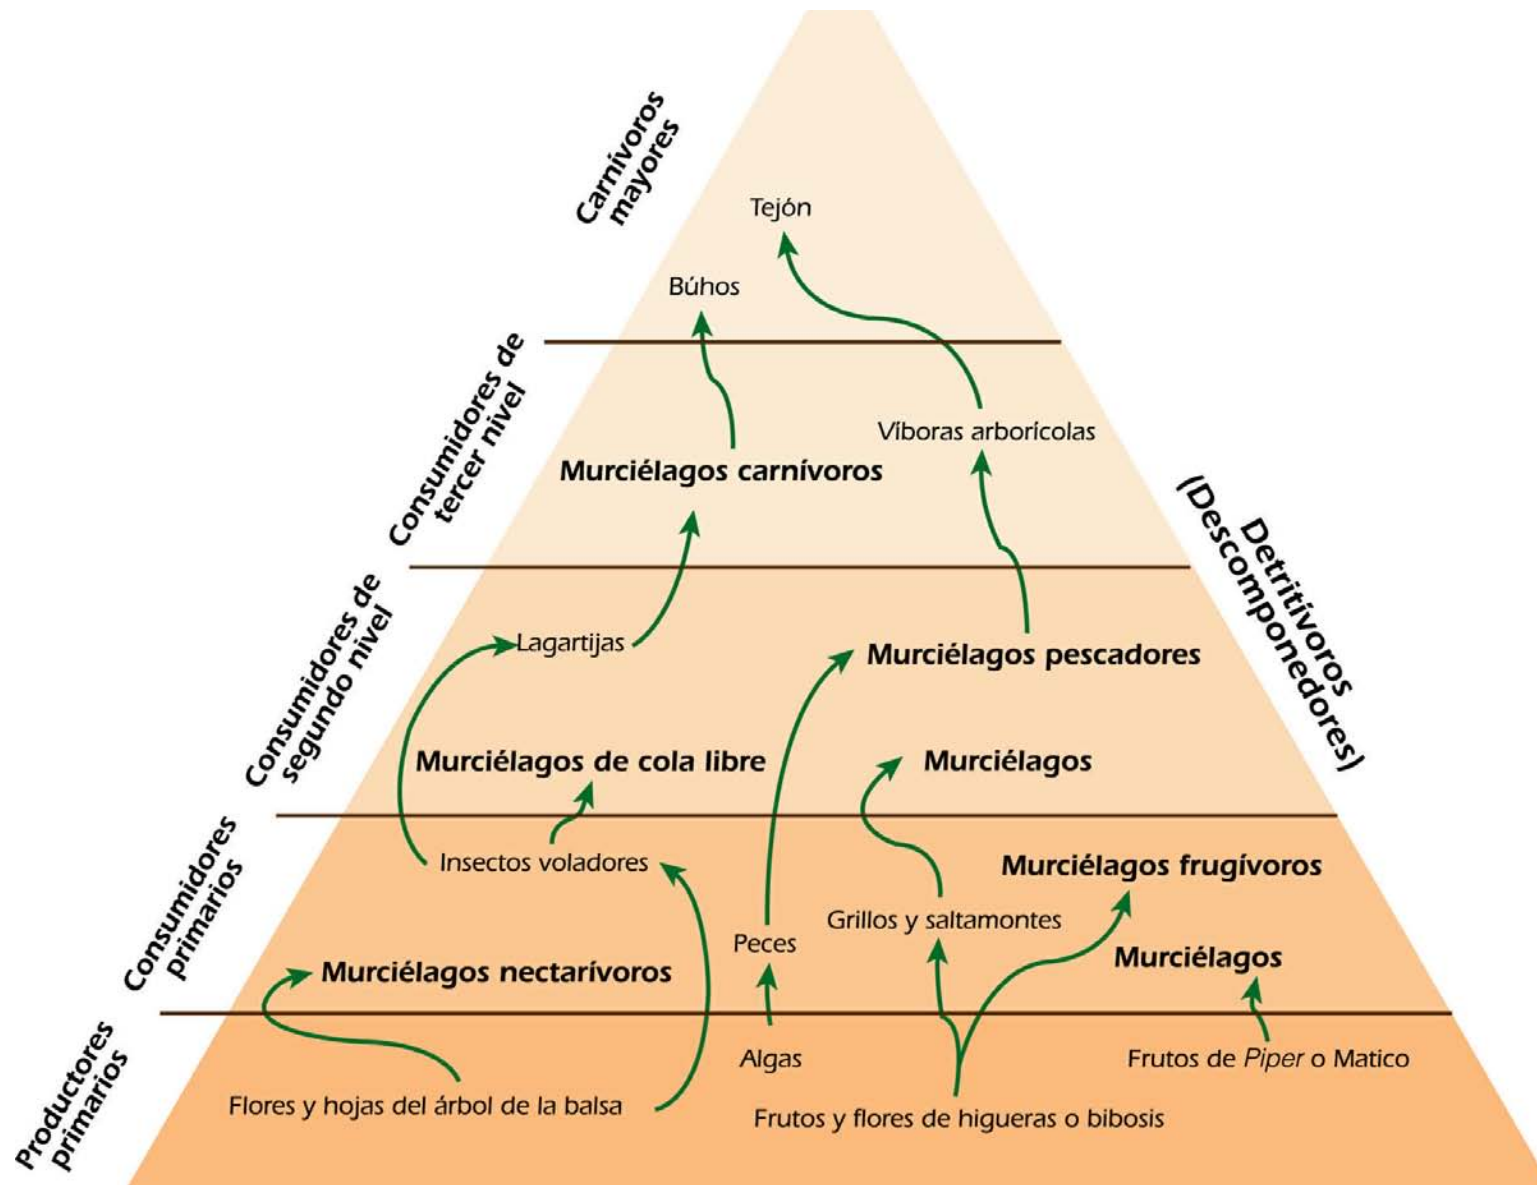 Carnívoros
mayores
Tejón
Búhos
Consumidores de
tercer nivel
Víboras arborícolas
Murciélagos carnívoros
Detritívoros
(Descomponedores)
Consumidores de
segundo nivel
Lagartijas
Murciélagos pescadores
Murciélagos de cola libre
Murciélagos
Consumidores
primarios
Insectos voladores
Murciélagos frugívoros
Grillos y saltamontes
Peces
Murciélagos
Murciélagos nectarívoros
Productores
primarios
Algas
Frutos de Piper o Matico
Flores y hojas del árbol de la balsa
Frutos y flores de higueras o bibosis